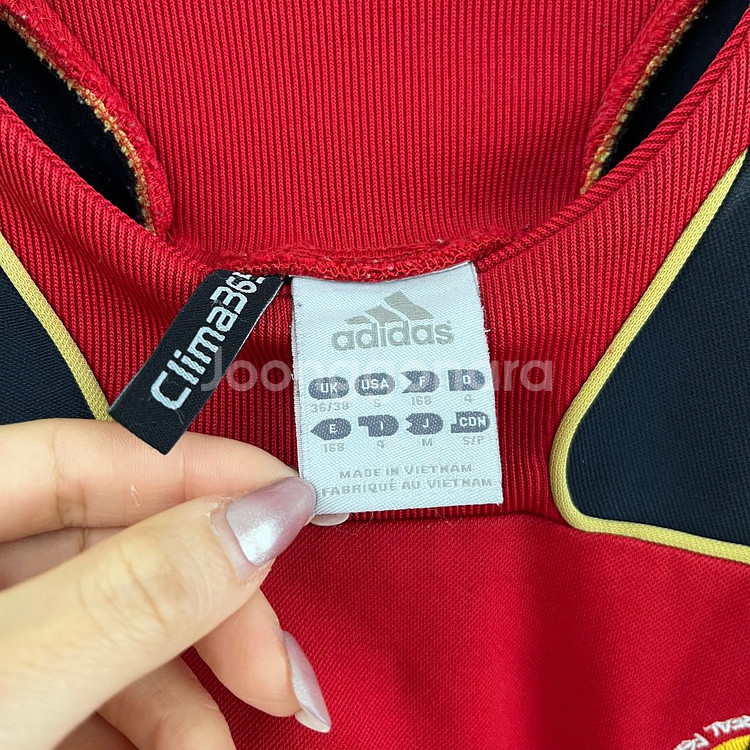 Clima365
adidas
UK USA F D
36/38 S 168 4
E I J CDN
168 4 M S/P
MADE IN VIETNAM
FABRIQUÉ AU VIETNAM